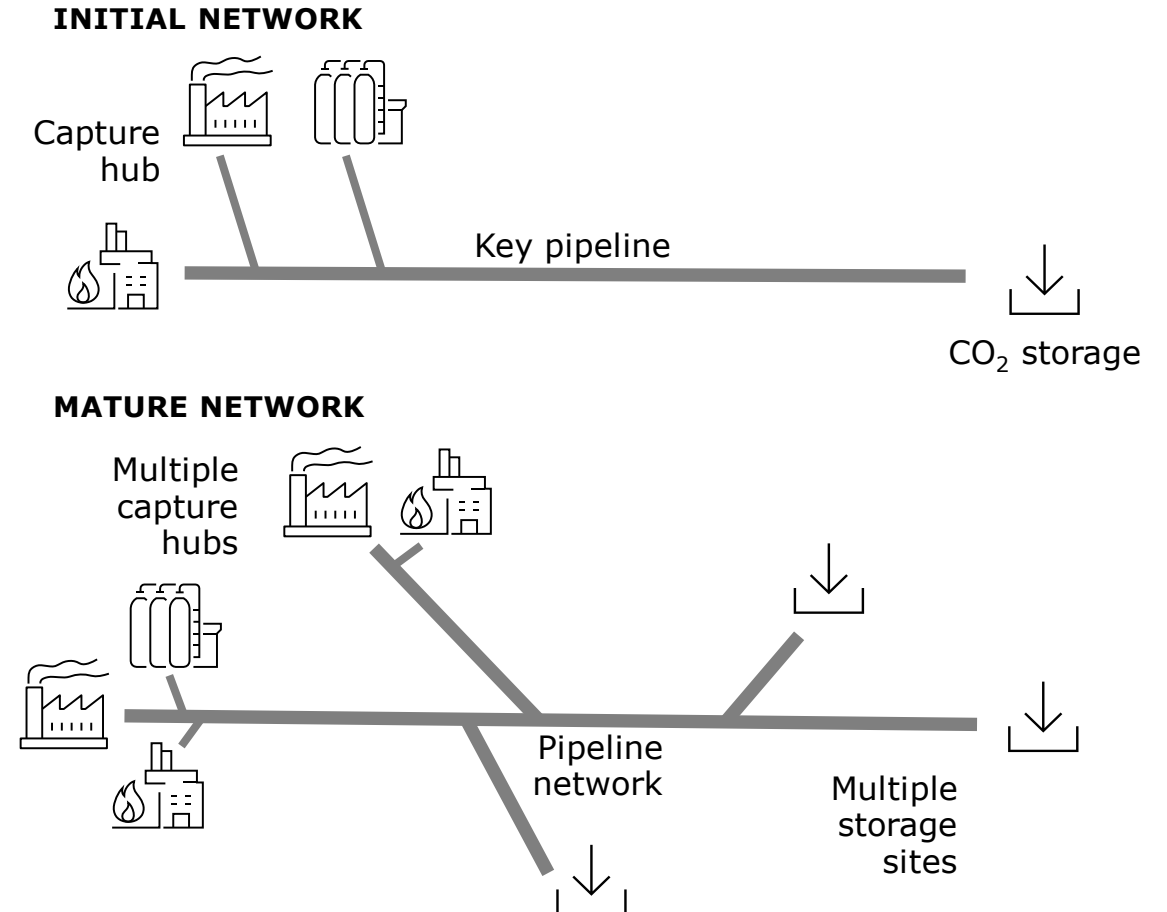 INITIAL NETWORK
Capture
hub
Key pipeline
CO₂ storage
MATURE NETWORK
Multiple
capture
hubs
Pipeline
network
Multiple
storage
sites